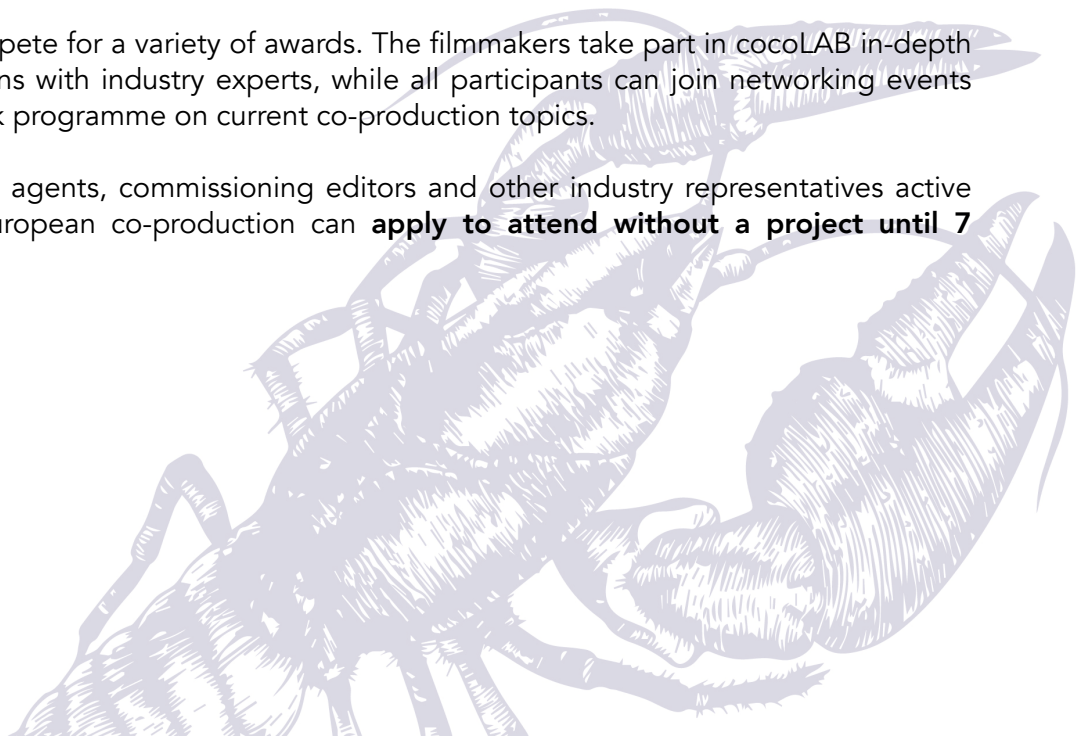 pete for a variety of awards. The filmmakers take part in cocoLAB in-depth
ns with industry experts, while all participants can join networking events
k programme on current co-production topics.
agents, commissioning editors and other industry representatives active
uropean co-production can apply to attend without a project until 7